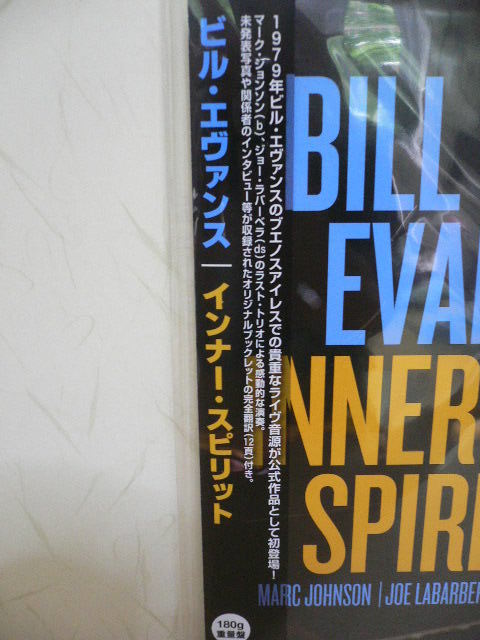 ビル・エヴァンス｜インナー・スピリット
1979年ビル・エヴァンスのブエノスアイレスでの貴重なライヴ音源が公式作品として初登場！
マーク・ジョンソン(b)、ジョー・ラバーベラ(ds)のラスト・トリオによる感動的な演奏。
未発表写真や関係者のインタビュー等が収録されたオリジナルブックレットの完全翻訳(12頁)付き。
180g
重量盤
BILL
EVA
INNER
SPIRI
MARC JOHNSON | JOE LABARBE